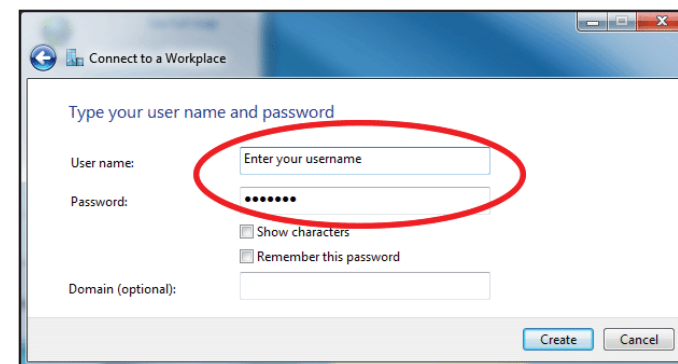 Connect to a Workplace
Type your user name and password
User name:
Enter your username
Password:
•••••••
Show characters
Remember this password
Domain (optional):
Create
Cancel